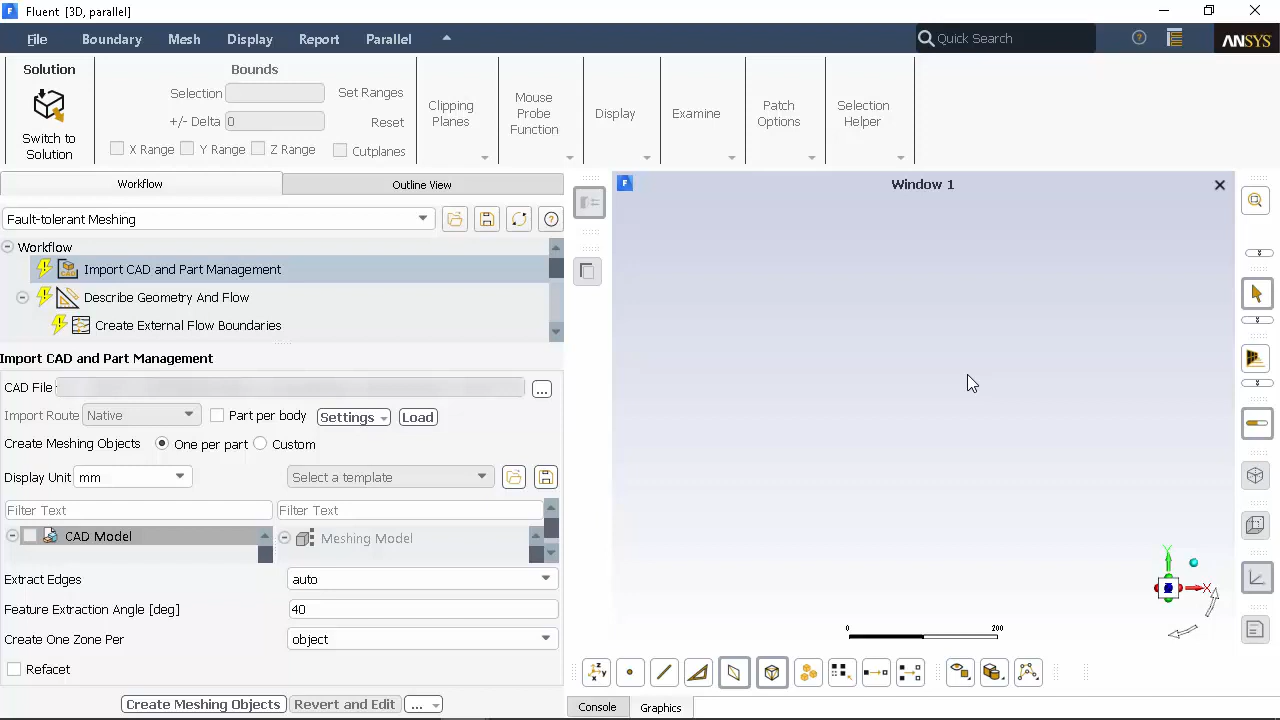 Fluent [3D, parallel]
File Boundary Mesh Display Report Parallel Quick Search ANSYS
Solution
Switch to
Solution
Bounds
Selection Set Ranges
+/- Delta 0 Reset
X Range Y Range Z Range Cutplanes
Clipping
Planes
Mouse
Probe
Function
Display
Examine
Patch
Options
Selection
Helper
Workflow Outline View
Window 1
Fault-tolerant Meshing
Workflow
Import CAD and Part Management
Describe Geometry And Flow
Create External Flow Boundaries
Import CAD and Part Management
CAD File ...
Import Route Native Part per body Settings Load
Create Meshing Objects One per part Custom
Display Unit mm Select a template
Filter Text Filter Text
CAD Model Meshing Model
Extract Edges auto
Feature Extraction Angle [deg] 40
Create One Zone Per object
Refacet
Create Meshing Objects Revert and Edit ...
Y
X
0 200
Console Graphics